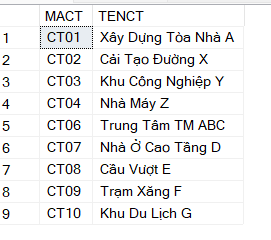 MACT TENCT
1 CT01 Xây Dựng Tòa Nhà A
2 CT02 Cải Tạo Đường X
3 CT03 Khu Công Nghiệp Y
4 CT04 Nhà Máy Z
5 CT06 Trung Tâm TM ABC
6 CT07 Nhà Ở Cao Tầng D
7 CT08 Cầu Vượt E
8 CT09 Trạm Xăng F
9 CT10 Khu Du Lịch G